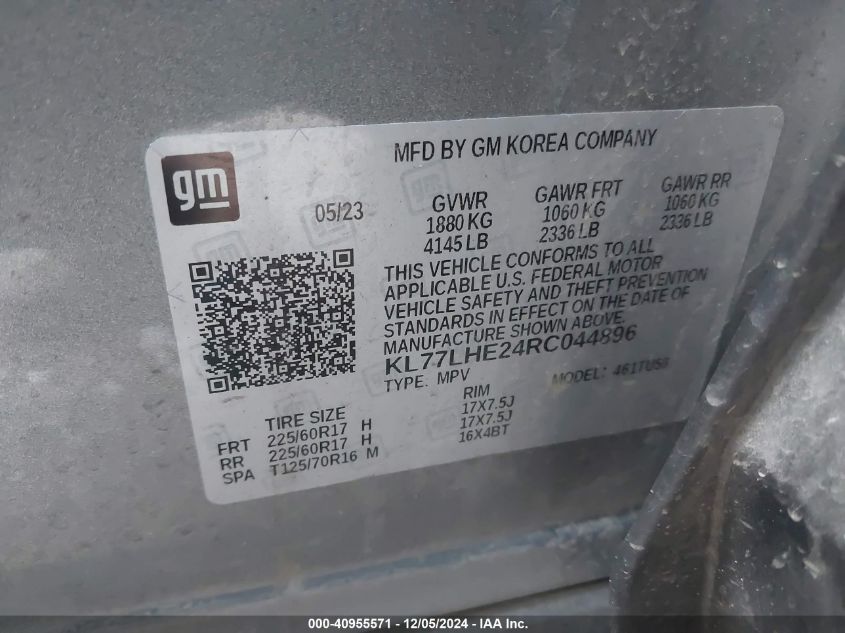 gm
MFD BY GM KOREA COMPANY
05/23
GVWR GAWR FRT GAWR RR
1880 KG 1060 KG 1060 KG
4145 LB 2336 LB 2336 LB
THIS VEHICLE CONFORMS TO ALL
APPLICABLE U.S. FEDERAL MOTOR
VEHICLE SAFETY AND THEFT PREVENTION
STANDARDS IN EFFECT ON THE DATE OF
MANUFACTURE SHOWN ABOVE.
KL77LHE24RC044896
TYPE: MPV MODEL: 461TU58
TIRE SIZE RIM
FRT 225/60R17 H 17X7.5J
RR 225/60R17 H 17X7.5J
SPA T125/70R16 M 16X4BT
000-40955571 - 12/05/2024 - IAA Inc.